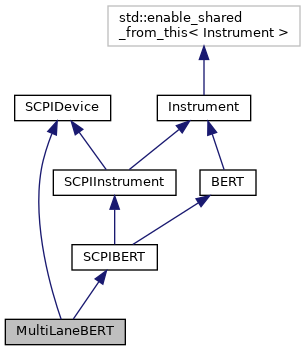 std::enable_shared
_from_this< Instrument >
SCPIDevice
Instrument
SCPIInstrument
BERT
SCPIBERT
MultiLaneBERT